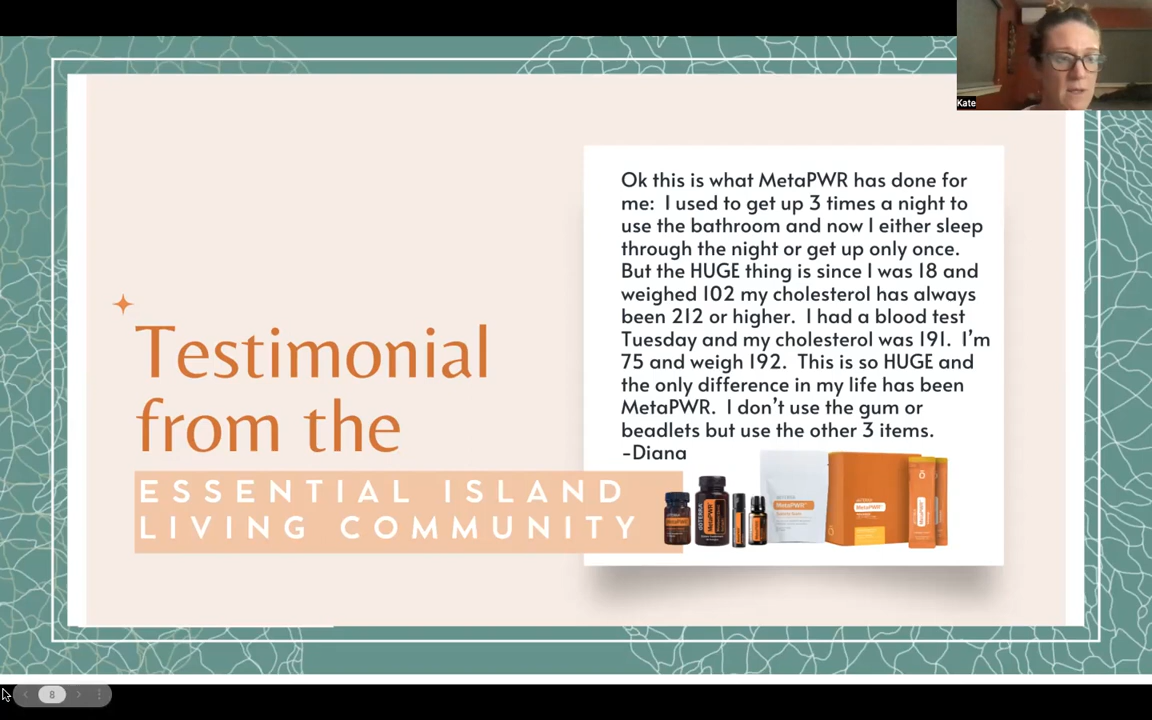 Kate
Ok this is what MetaPWR has done for
me: I used to get up 3 times a night to
use the bathroom and now I either sleep
through the night or get up only once.
But the HUGE thing is since I was 18 and
weighed 102 my cholesterol has always
been 212 or higher. I had a blood test
Tuesday and my cholesterol was 191. I'm
75 and weigh 192. This is so HUGE and
the only difference in my life has been
MetaPWR. I don't use the gum or
beadlets but use the other 3 items.
-Diana
Testimonial
from the
ESSENTIAL ISLAND
LIVING COMMUNITY
MetaPWR
MetaPWR
MetaPWR
8